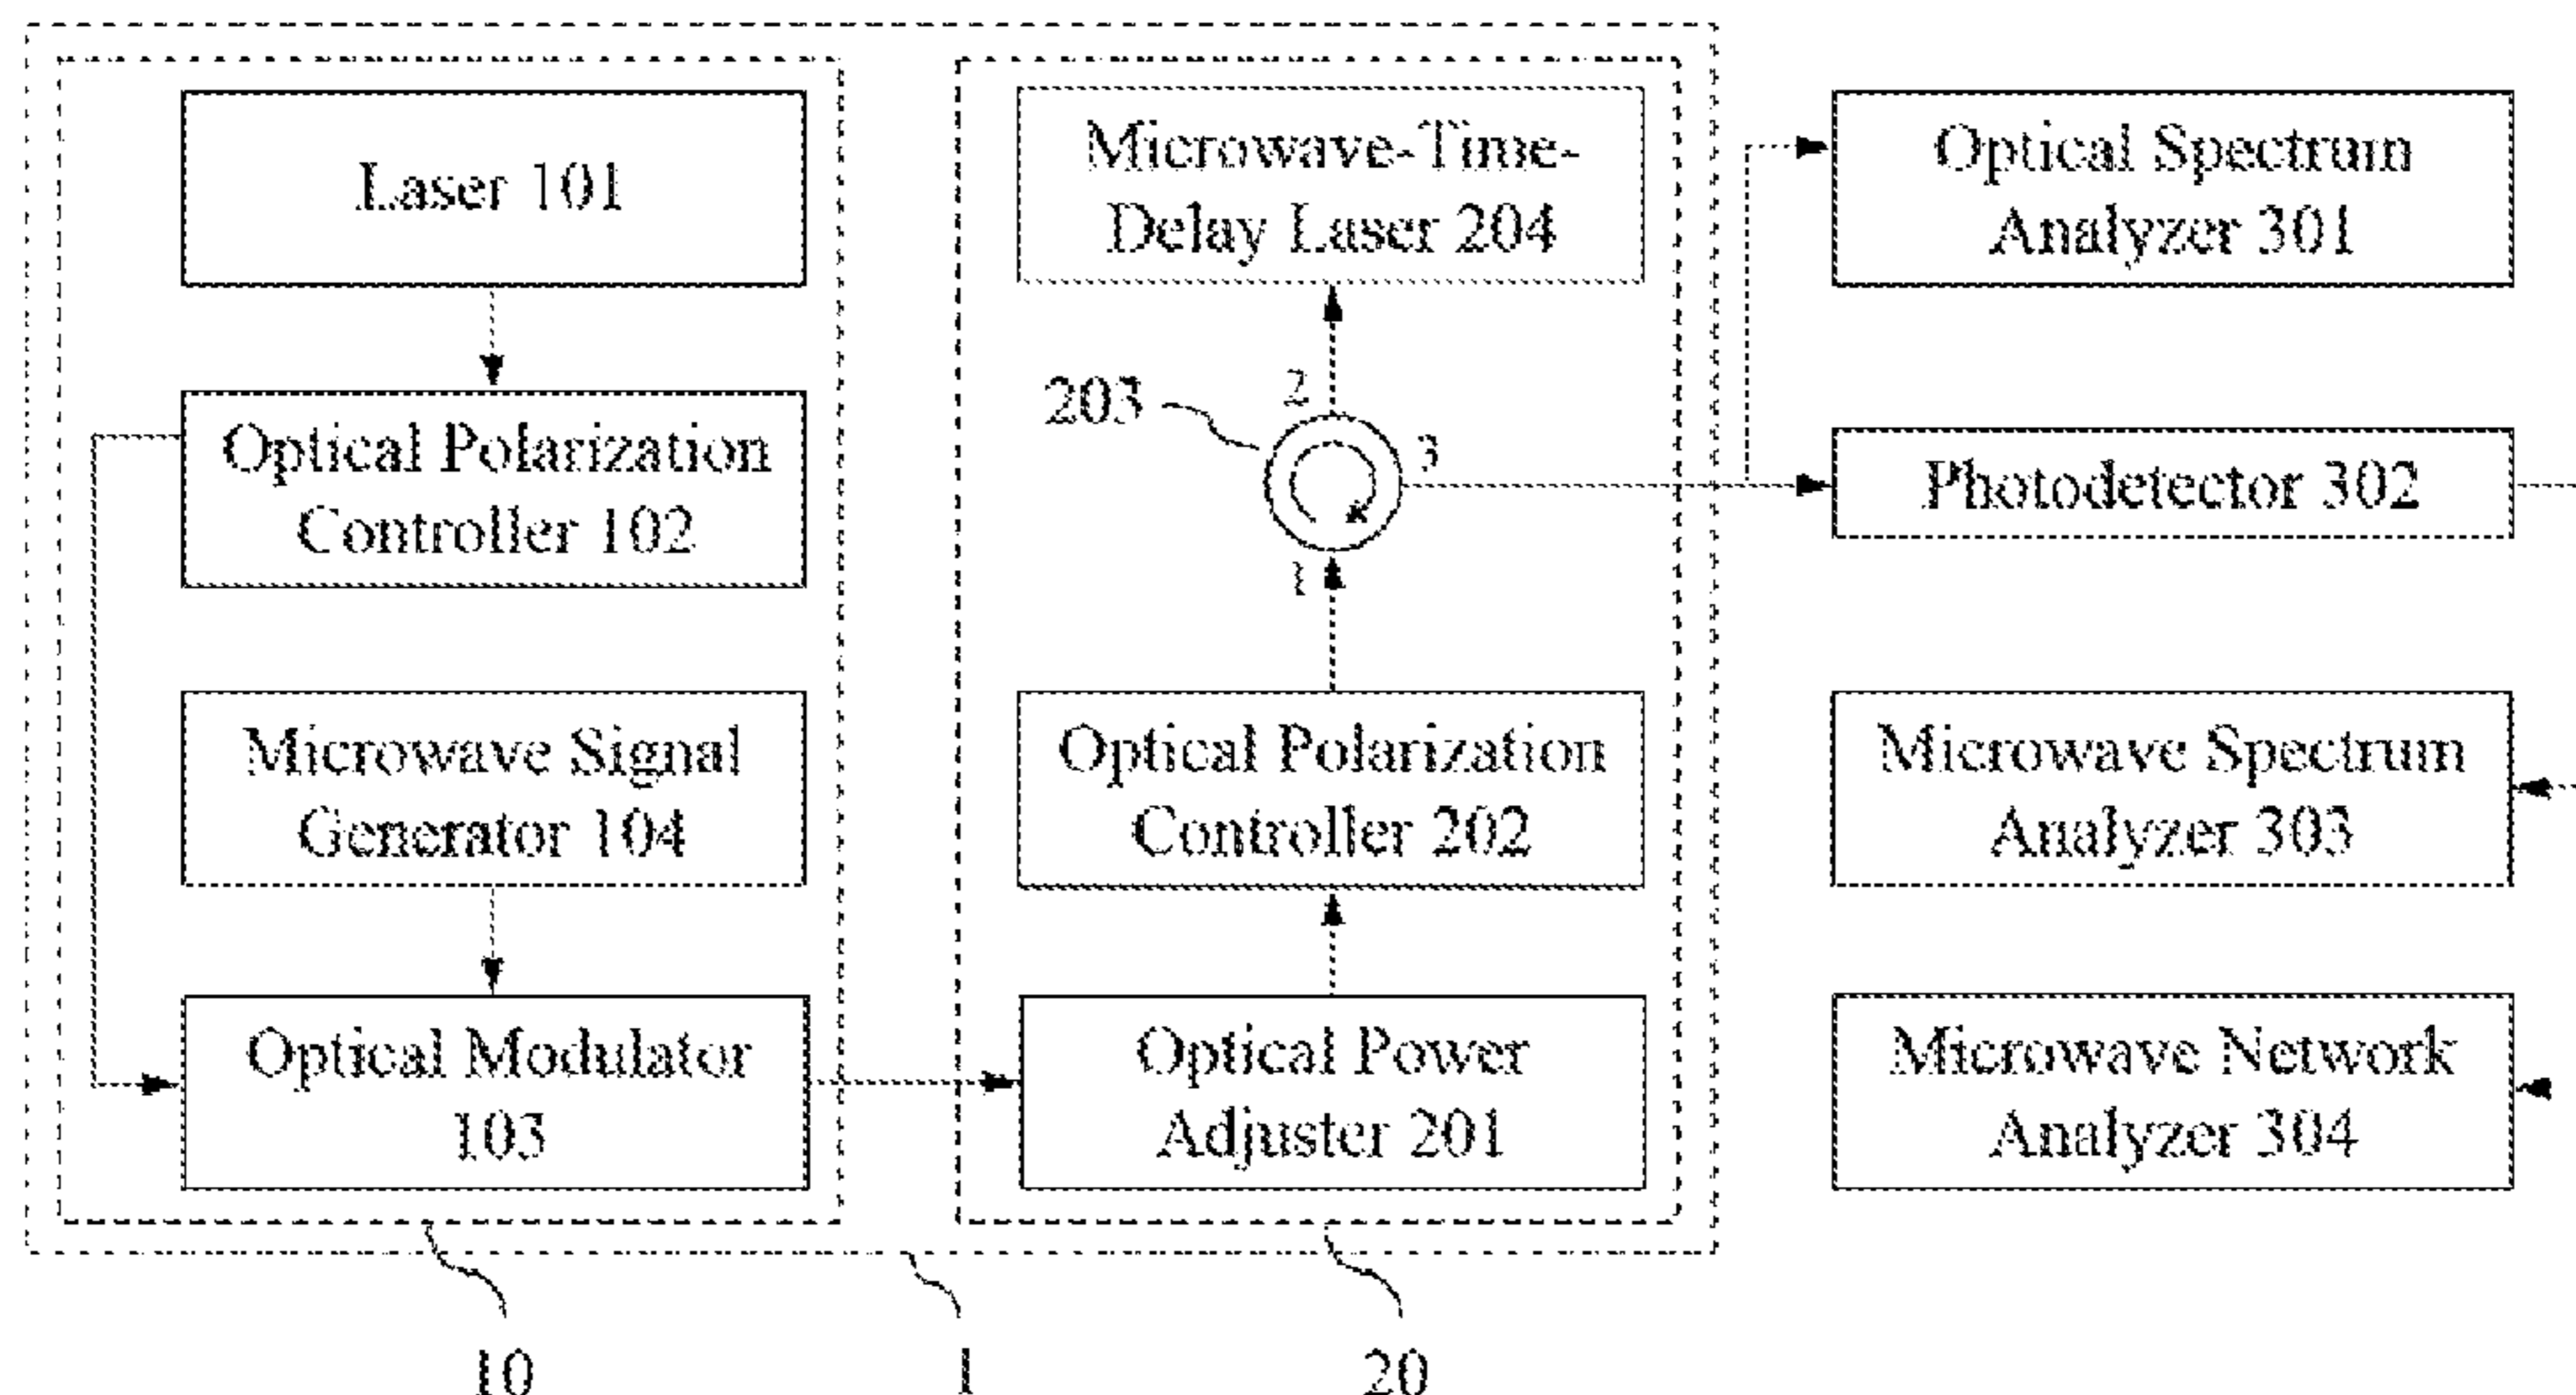 Laser 101
Optical Polarization
Controller 102
Microwave Signal
Generator 104
Optical Modulator
103
Microwave-Time-
Delay Laser 204
203
2
3
1
Optical Polarization
Controller 202
Optical Power
Adjuster 201
Optical Spectrum
Analyzer 301
Photodetector 302
Microwave Spectrum
Analyzer 303
Microwave Network
Analyzer 304
10
1
20